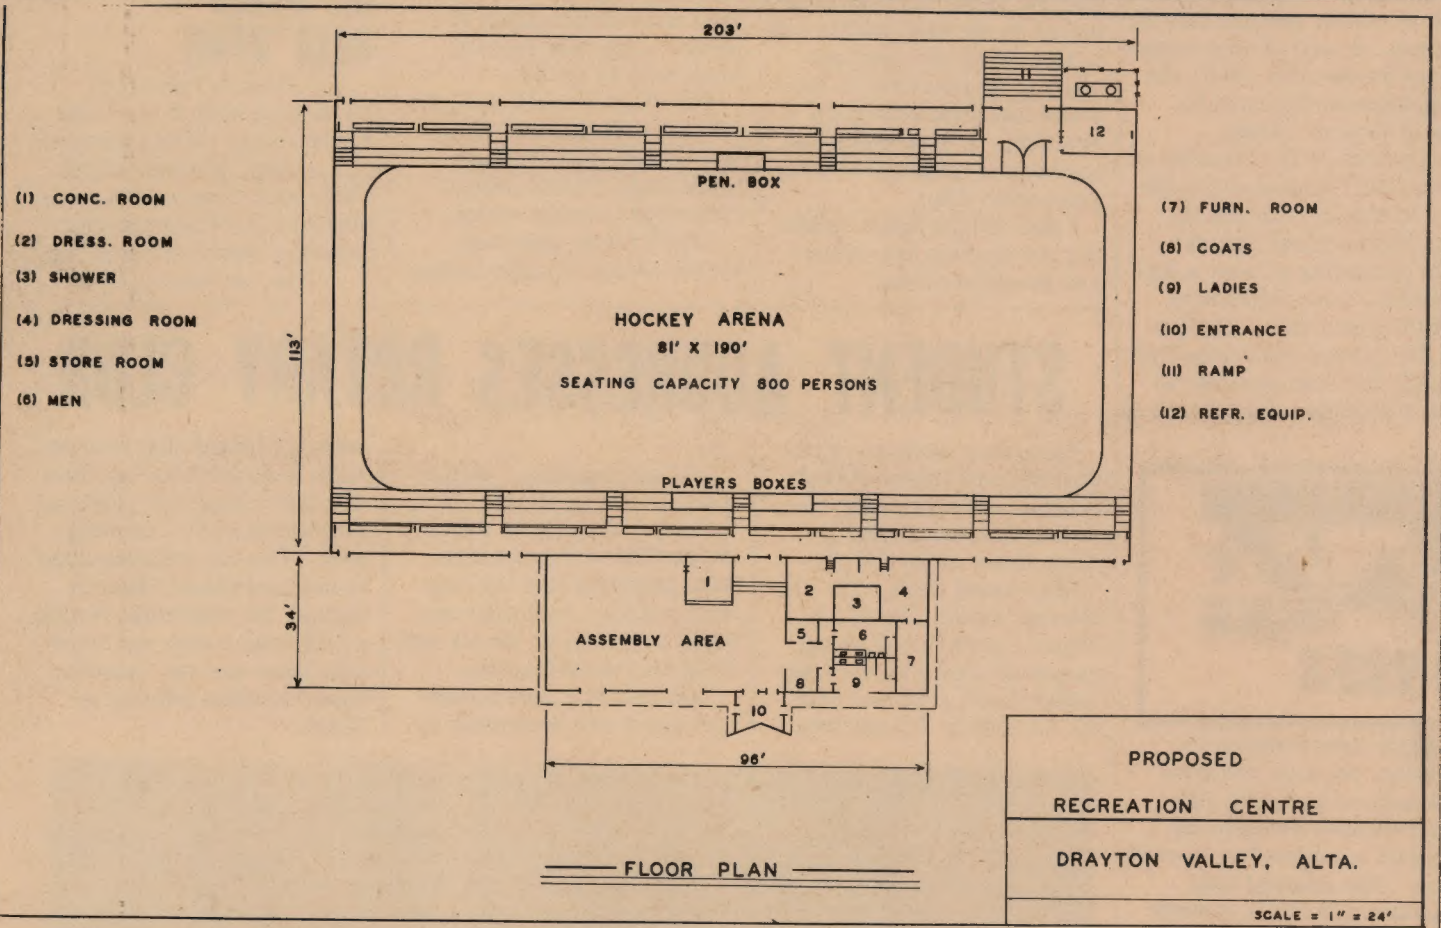 203'
11
12
PEN. BOX
(1) CONC. ROOM
(2) DRESS. ROOM
(3) SHOWER
(4) DRESSING ROOM
(5) STORE ROOM
(6) MEN
113'
HOCKEY ARENA
81' X 190'
SEATING CAPACITY 800 PERSONS
(7) FURN. ROOM
(8) COATS
(9) LADIES
(10) ENTRANCE
(11) RAMP
(12) REFR. EQUIP.
PLAYERS BOXES
34'
1
2
3
4
ASSEMBLY AREA
5
6
7
8
9
10
96'
FLOOR PLAN
PROPOSED
RECREATION CENTRE
DRAYTON VALLEY, ALTA.
SCALE = 1" = 24'